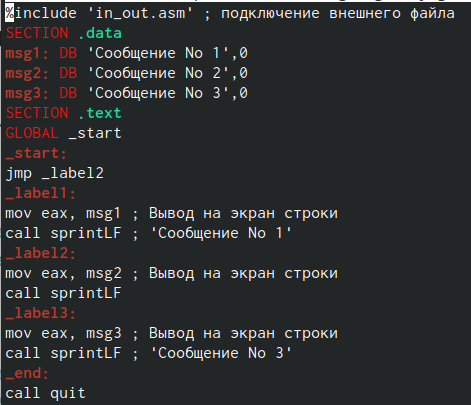 %include 'in_out.asm' ; подключение внешнего файла
SECTION .data
msg1: DB 'Сообщение No 1',0
msg2: DB 'Сообщение No 2',0
msg3: DB 'Сообщение No 3',0
SECTION .text
GLOBAL _start
_start:
jmp _label2
_label1:
mov eax, msg1 ; Вывод на экран строки
call sprintLF ; 'Сообщение No 1'
_label2:
mov eax, msg2 ; Вывод на экран строки
call sprintLF
_label3:
mov eax, msg3 ; Вывод на экран строки
call sprintLF ; 'Сообщение No 3'
_end:
call quit